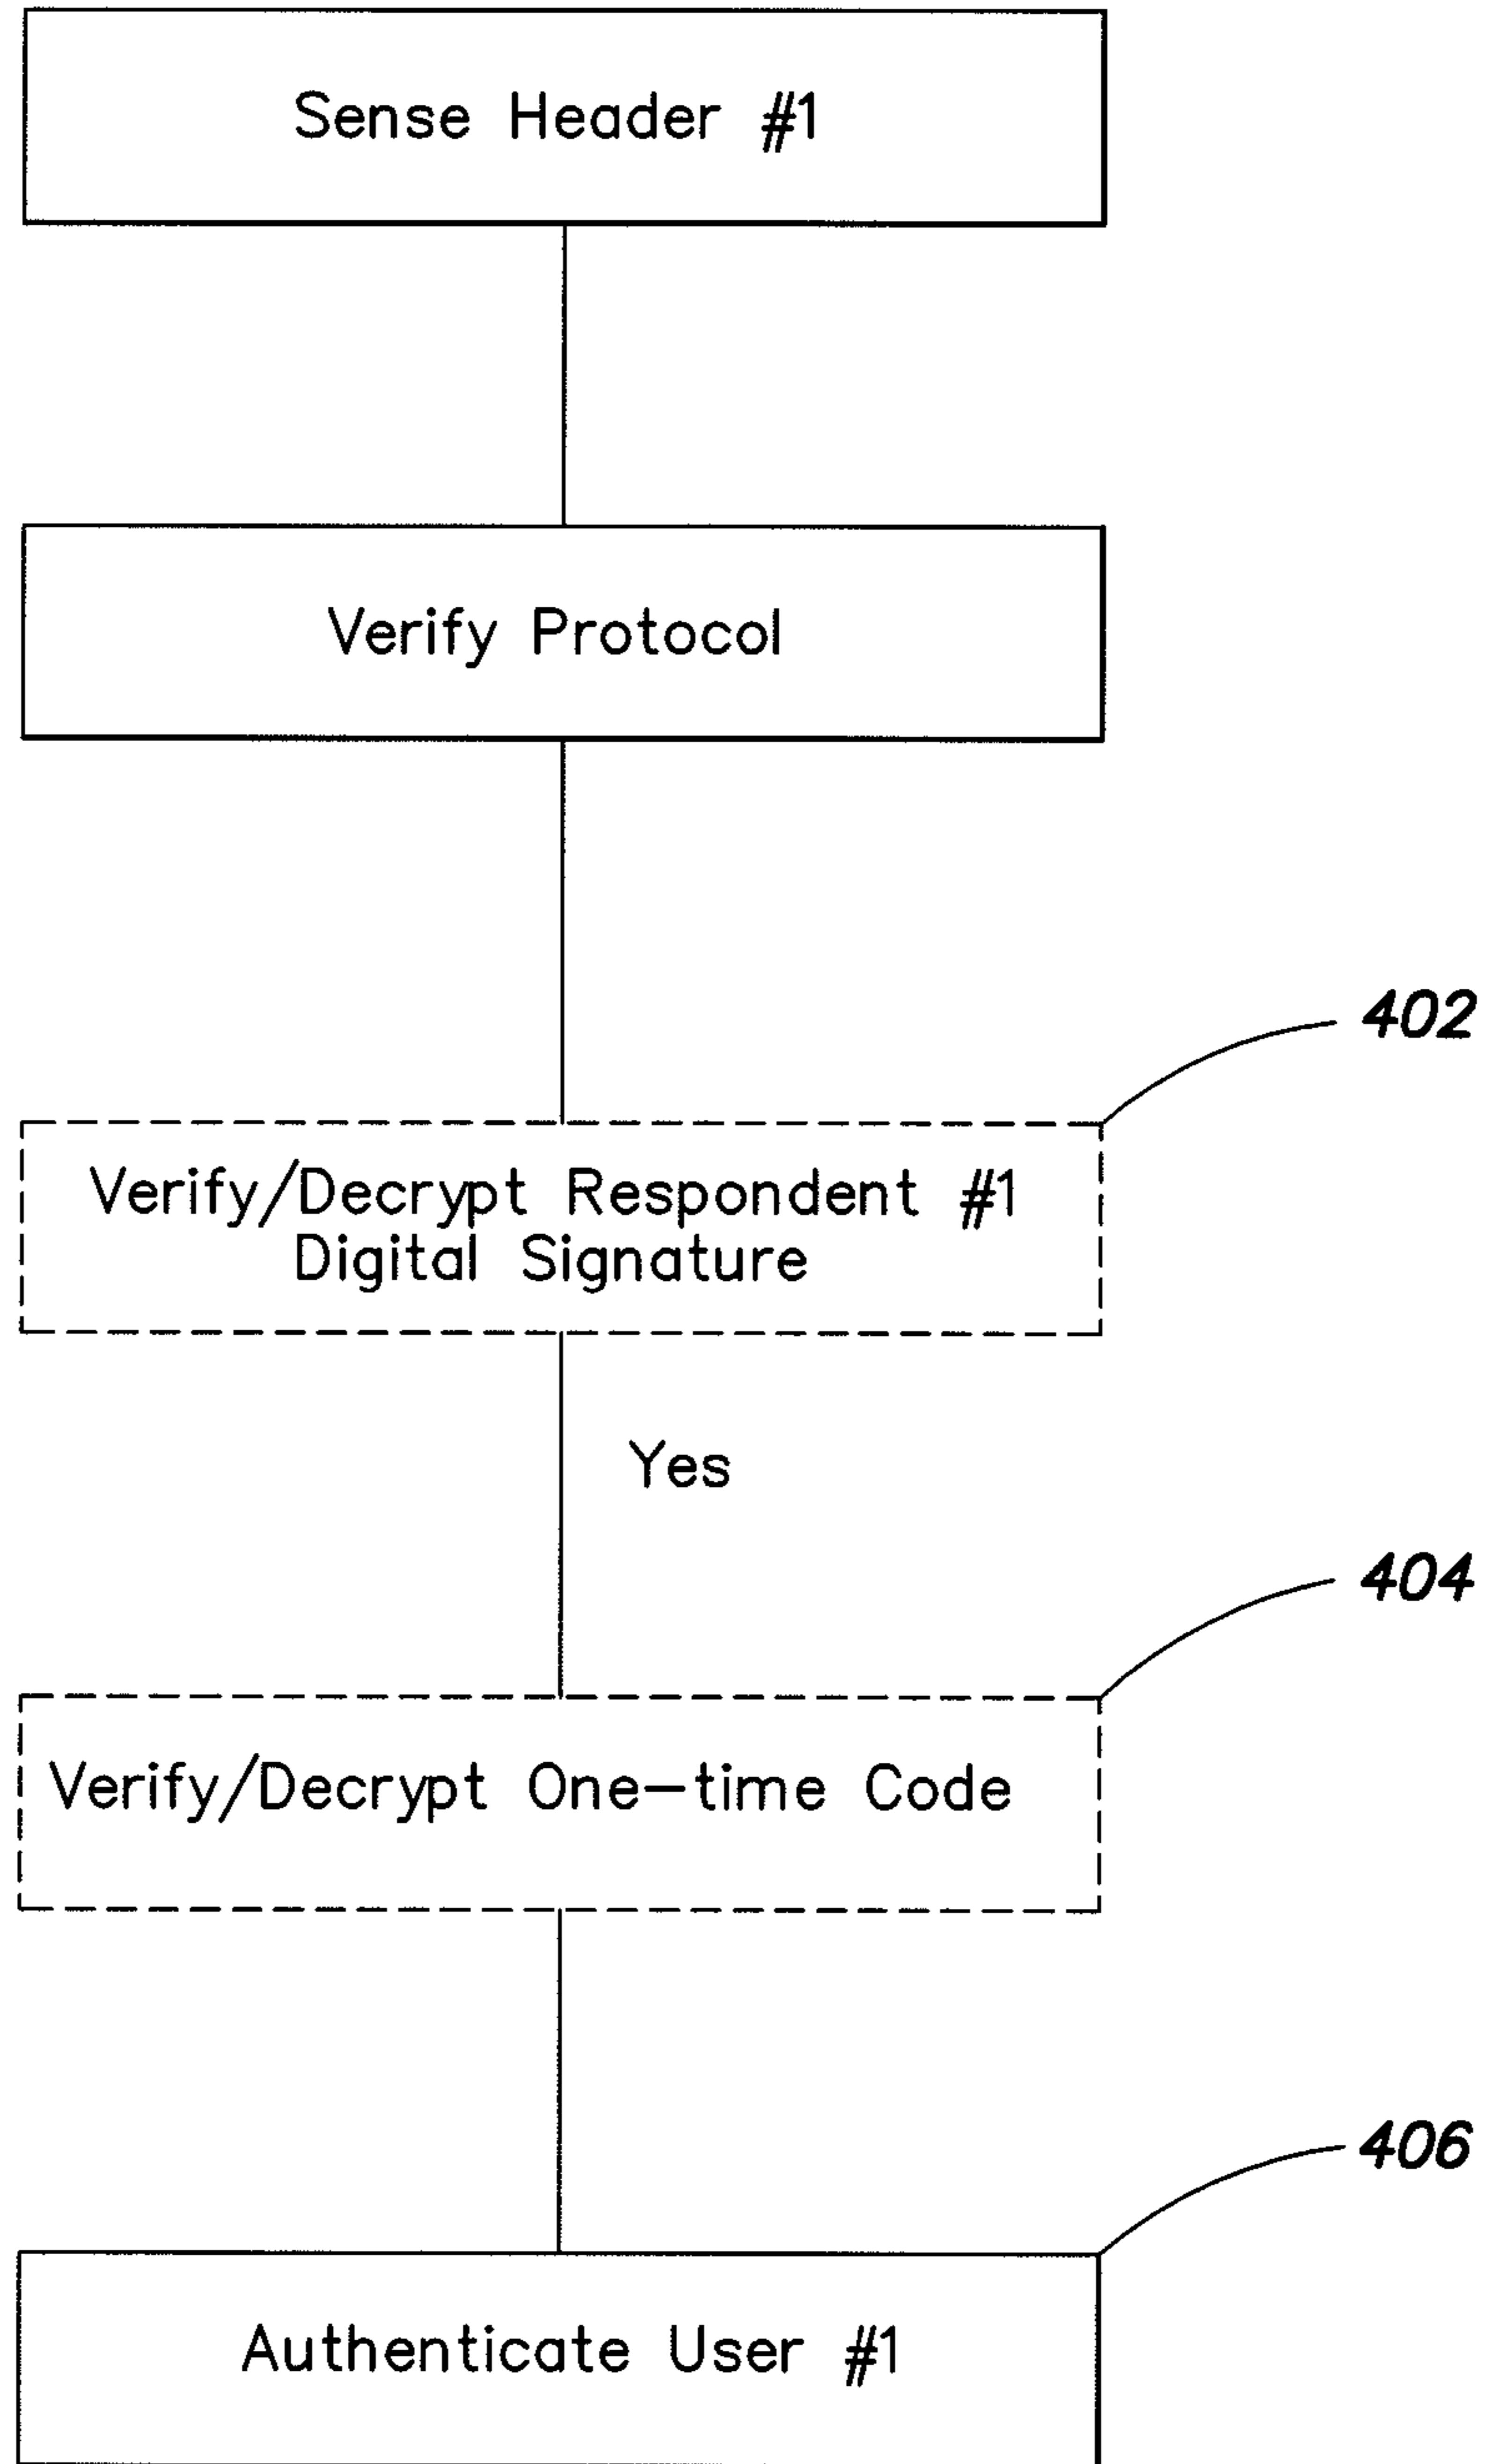 Sense Header #1
Verify Protocol
402
Verify/Decrypt Respondent #1
Digital Signature
Yes
404
Verify/Decrypt One-time Code
406
Authenticate User #1